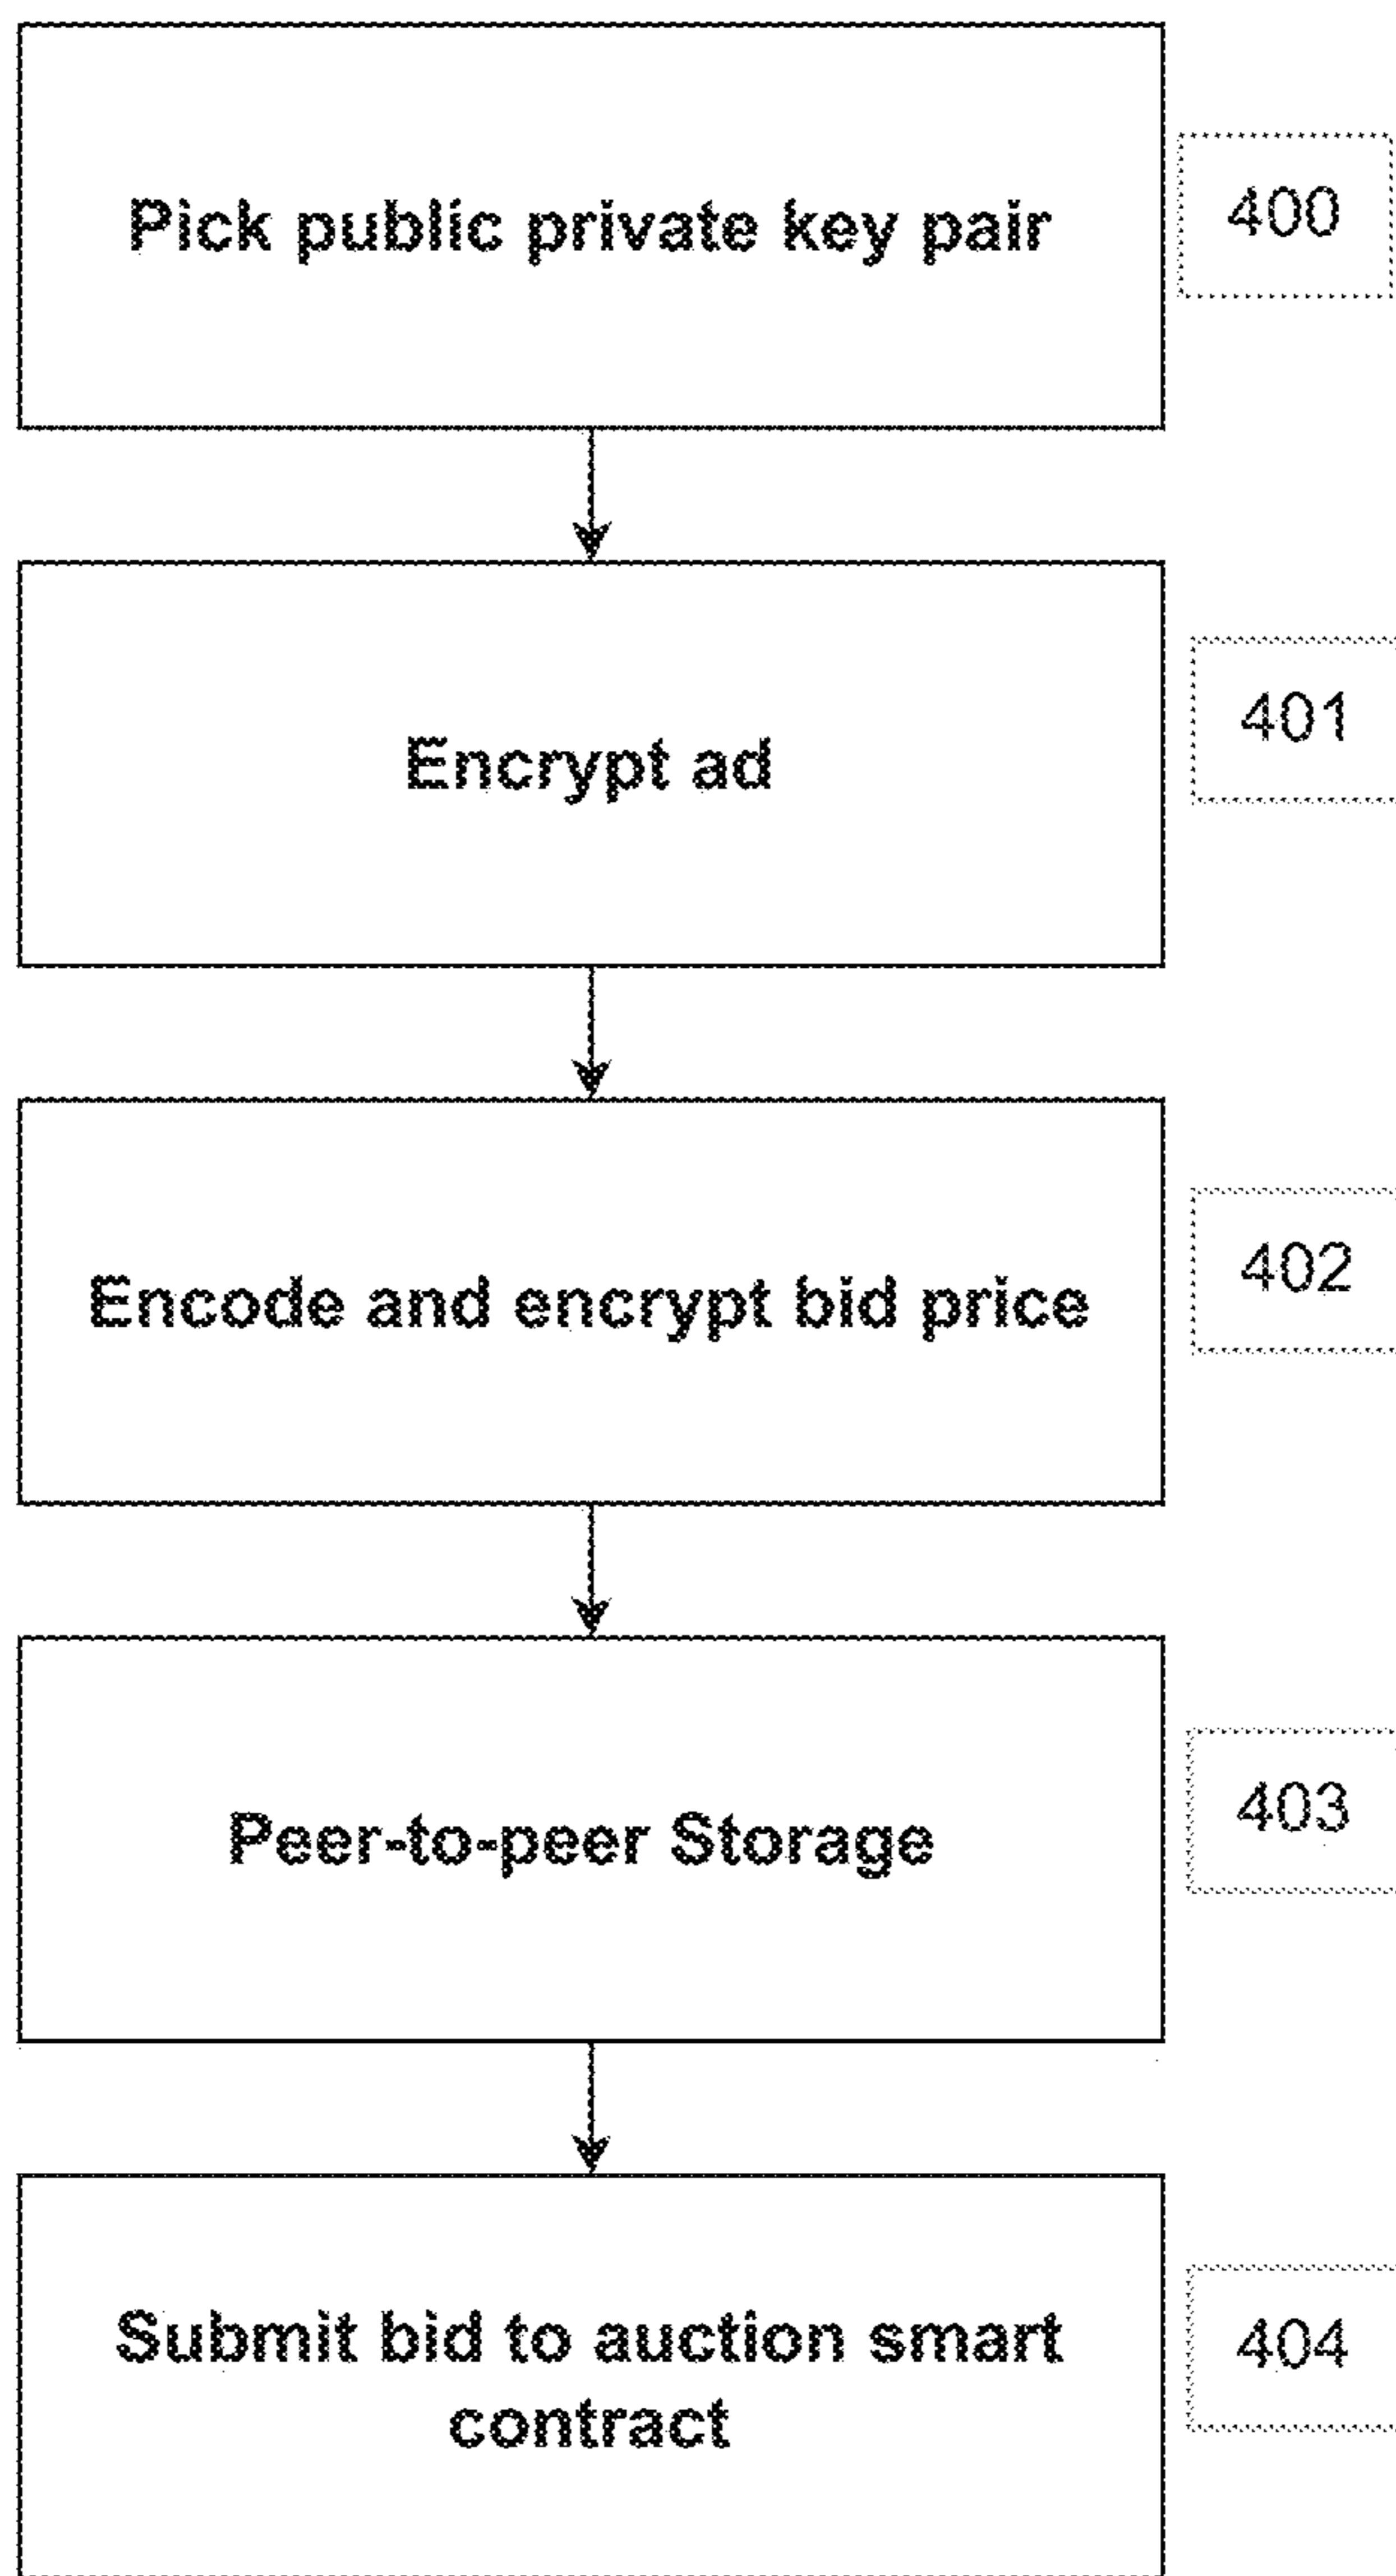 Pick public private key pair
400
Encrypt ad
401
Encode and encrypt bid price
402
Peer-to-peer Storage
403
Submit bid to auction smart
contract
404